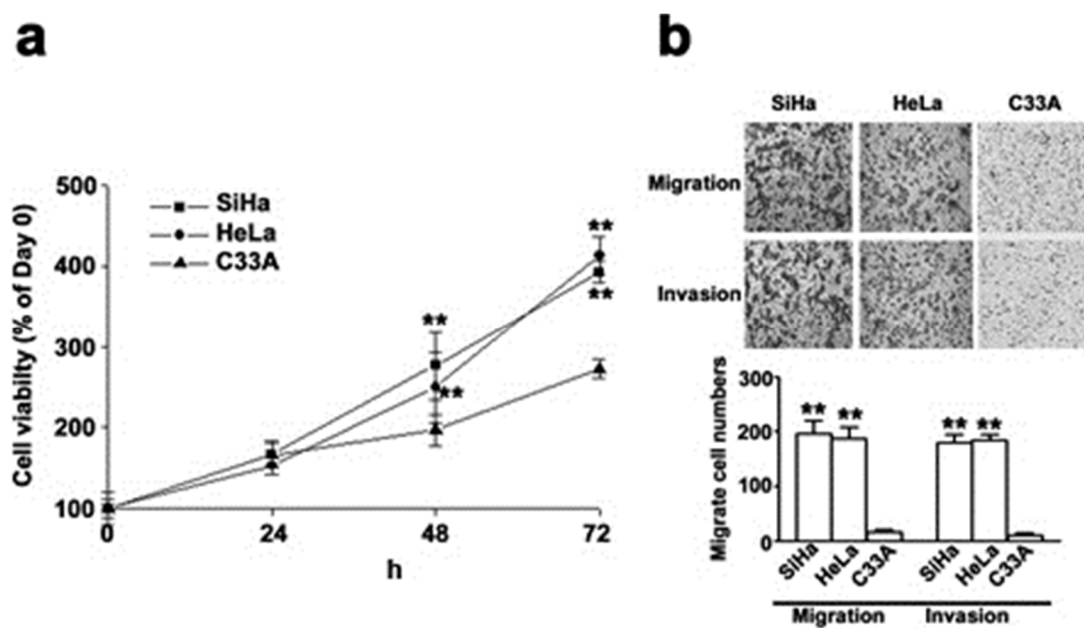 a
Cell viability (% of Day 0)
500
400
300
200
100
SiHa
HeLa
C33A
**
**
**
**
0 24 48 72
h
b
SiHa HeLa C33A
Migration
Invasion
Migrate cell numbers
300
200
100
0
** ** ** **
SiHa HeLa C33A SiHa HeLa C33A
Migration Invasion